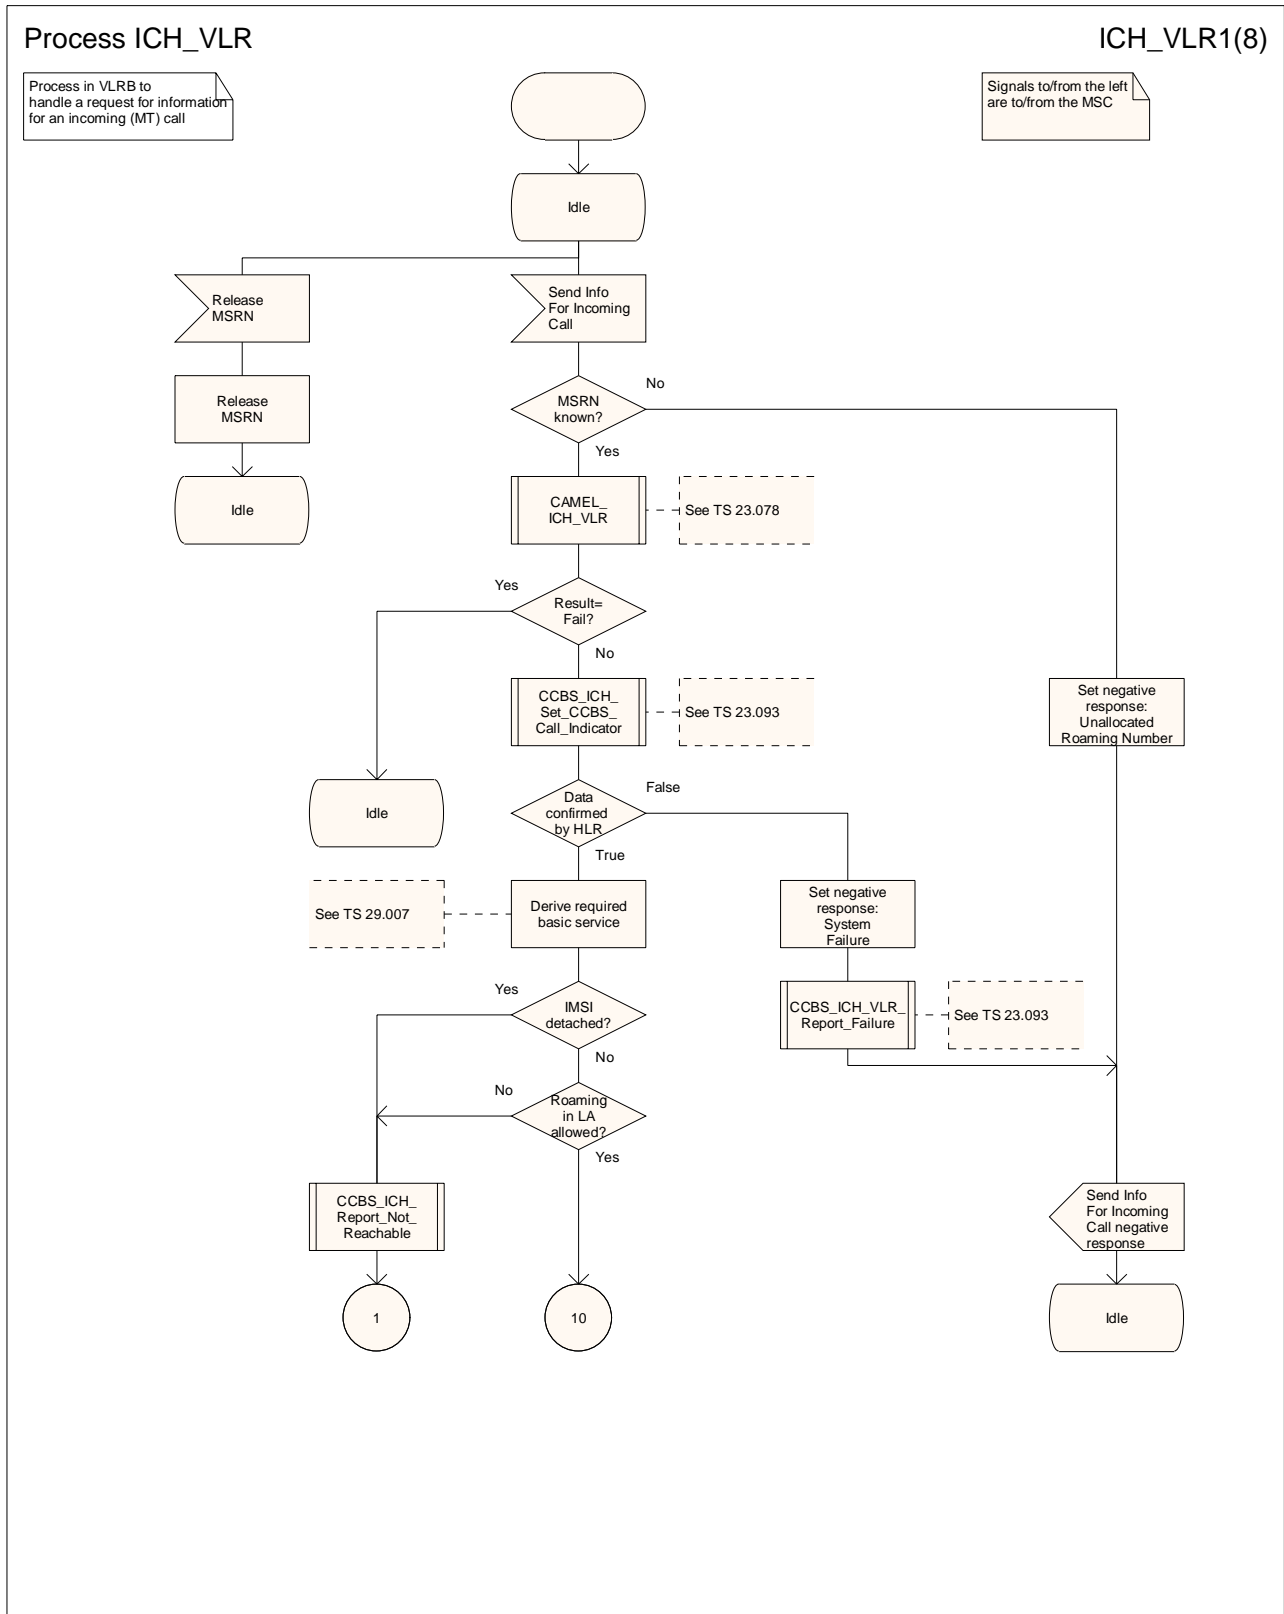 Process ICH_VLR
ICH_VLR1(8)
Process in VLRB to
handle a request for information
for an incoming (MT) call
Signals to/from the left
are to/from the MSC
Idle
Release
MSRN
Send Info
For Incoming
Call
Release
MSRN
MSRN
known?
No
Yes
Idle
CAMEL_
ICH_VLR
See TS 23.078
Yes
Result=
Fail?
No
CCBS_ICH_
Set_CCBS_
Call_Indicator
See TS 23.093
Set negative
response:
Unallocated
Roaming Number
Idle
Data
confirmed
by HLR
False
True
See TS 29.007
Derive required
basic service
Set negative
response:
System
Failure
Yes
IMSI
detached?
No
CCBS_ICH_VLR_
Report_Failure
See TS 23.093
No
Roaming
in LA
allowed?
Yes
CCBS_ICH_
Report_Not_
Reachable
Send Info
For Incoming
Call negative
response
1
10
Idle